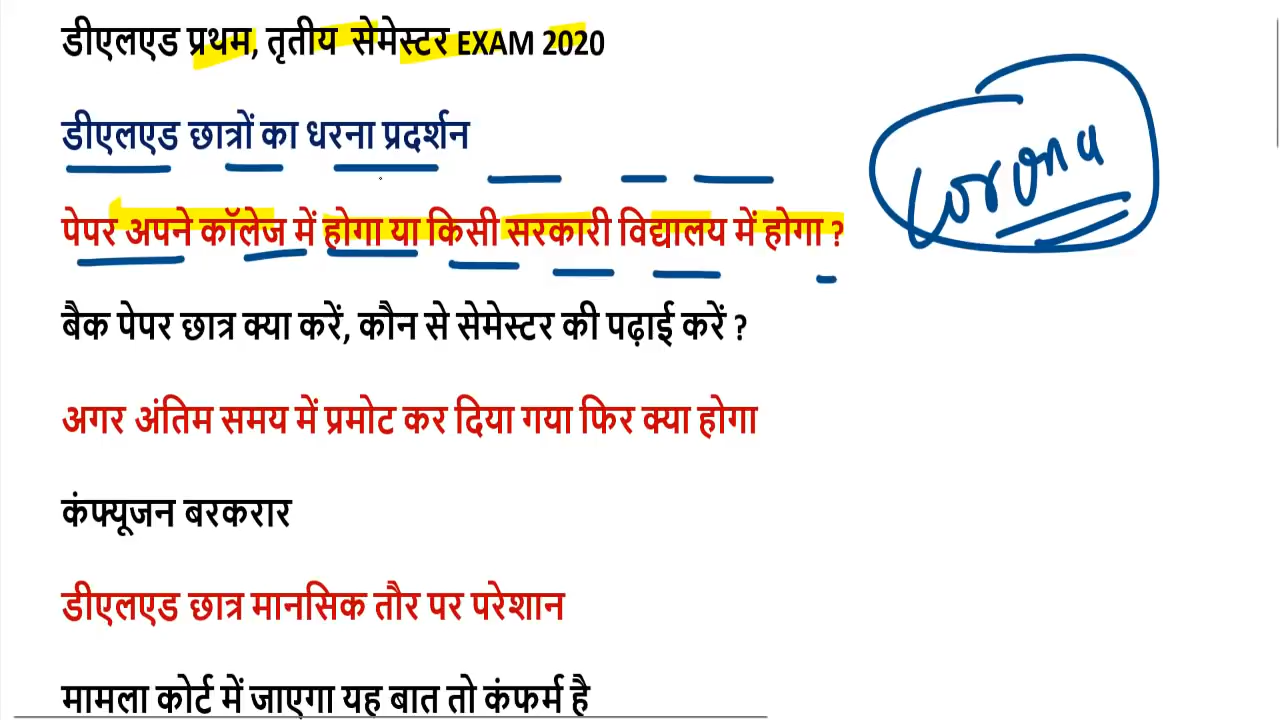 डीएलएड प्रथम, तृतीय सेमेस्टर EXAM 2020
डीएलएड छात्रों का धरना प्रदर्शन
corona
पेपर अपने कॉलेज में होगा या किसी सरकारी विद्यालय में होगा ?
बैक पेपर छात्र क्या करें, कौन से सेमेस्टर की पढ़ाई करें ?
अगर अंतिम समय में प्रमोट कर दिया गया फिर क्या होगा
कंफ्यूजन बरकरार
डीएलएड छात्र मानसिक तौर पर परेशान
मामला कोर्ट में जाएगा यह बात तो कंफर्म है